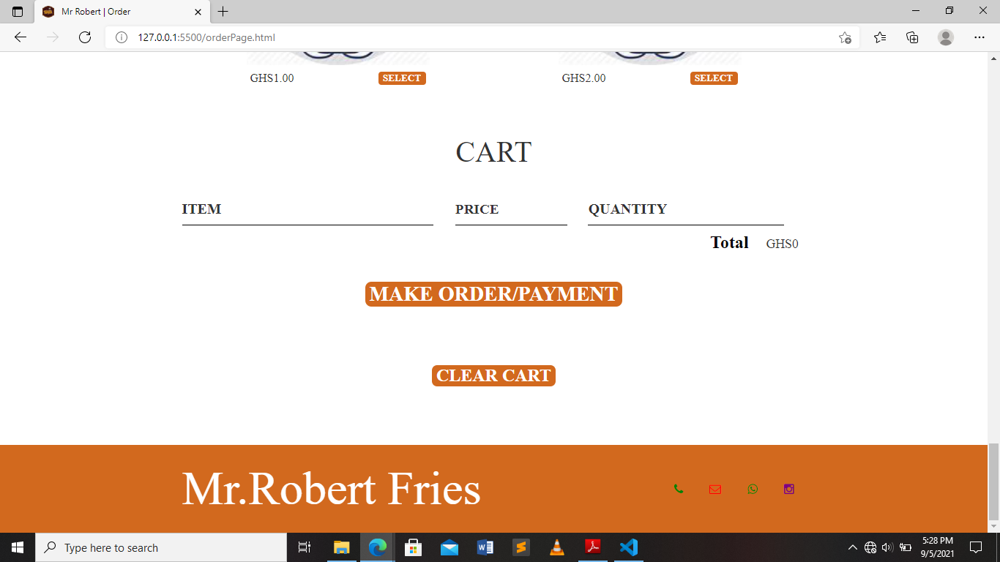 Mr Robert | Order
127.0.0.1:5500/orderPage.html
GHS1.00 SELECT GHS2.00 SELECT
CART
ITEM PRICE QUANTITY
Total GHS0
MAKE ORDER/PAYMENT
CLEAR CART
Mr.Robert Fries
Type here to search
5:28 PM
9/5/2021